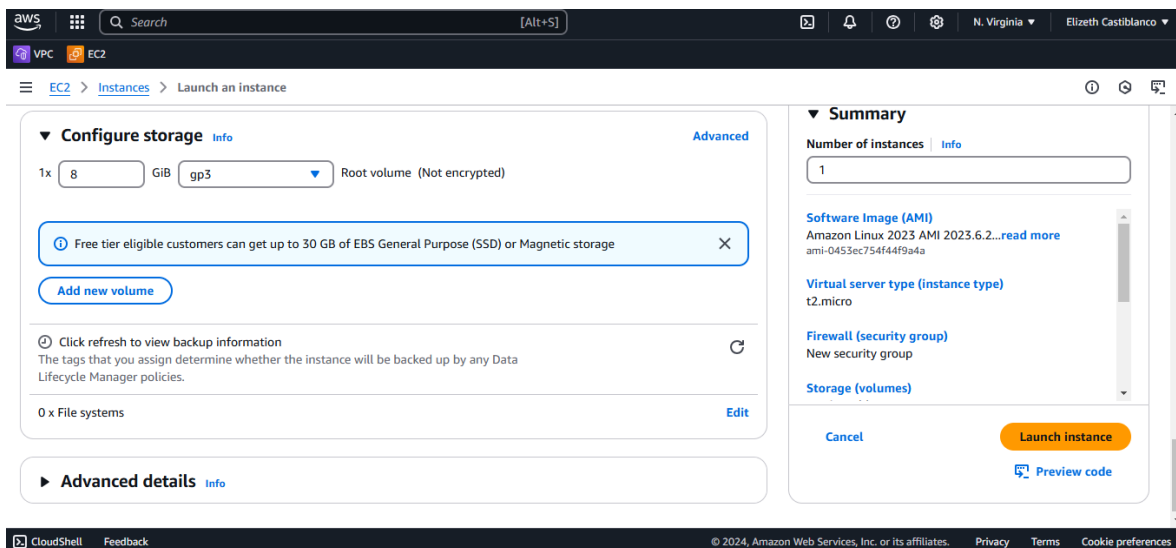 aws
Search [Alt+S] N. Virginia Elizeth Castiblanco
VPC EC2
EC2 > Instances > Launch an instance
Configure storage Info Advanced
1x 8 GiB gp3 Root volume (Not encrypted)
Free tier eligible customers can get up to 30 GB of EBS General Purpose (SSD) or Magnetic storage
Add new volume
Click refresh to view backup information
The tags that you assign determine whether the instance will be backed up by any Data
Lifecycle Manager policies.
0 x File systems Edit
Advanced details Info
Summary
Number of instances Info
1
Software Image (AMI)
Amazon Linux 2023 AMI 2023.6.2...read more
ami-0453ec754f44f9a4a
Virtual server type (instance type)
t2.micro
Firewall (security group)
New security group
Storage (volumes)
Cancel Launch instance
Preview code
CloudShell Feedback © 2024, Amazon Web Services, Inc. or its affiliates. Privacy Terms Cookie preferences